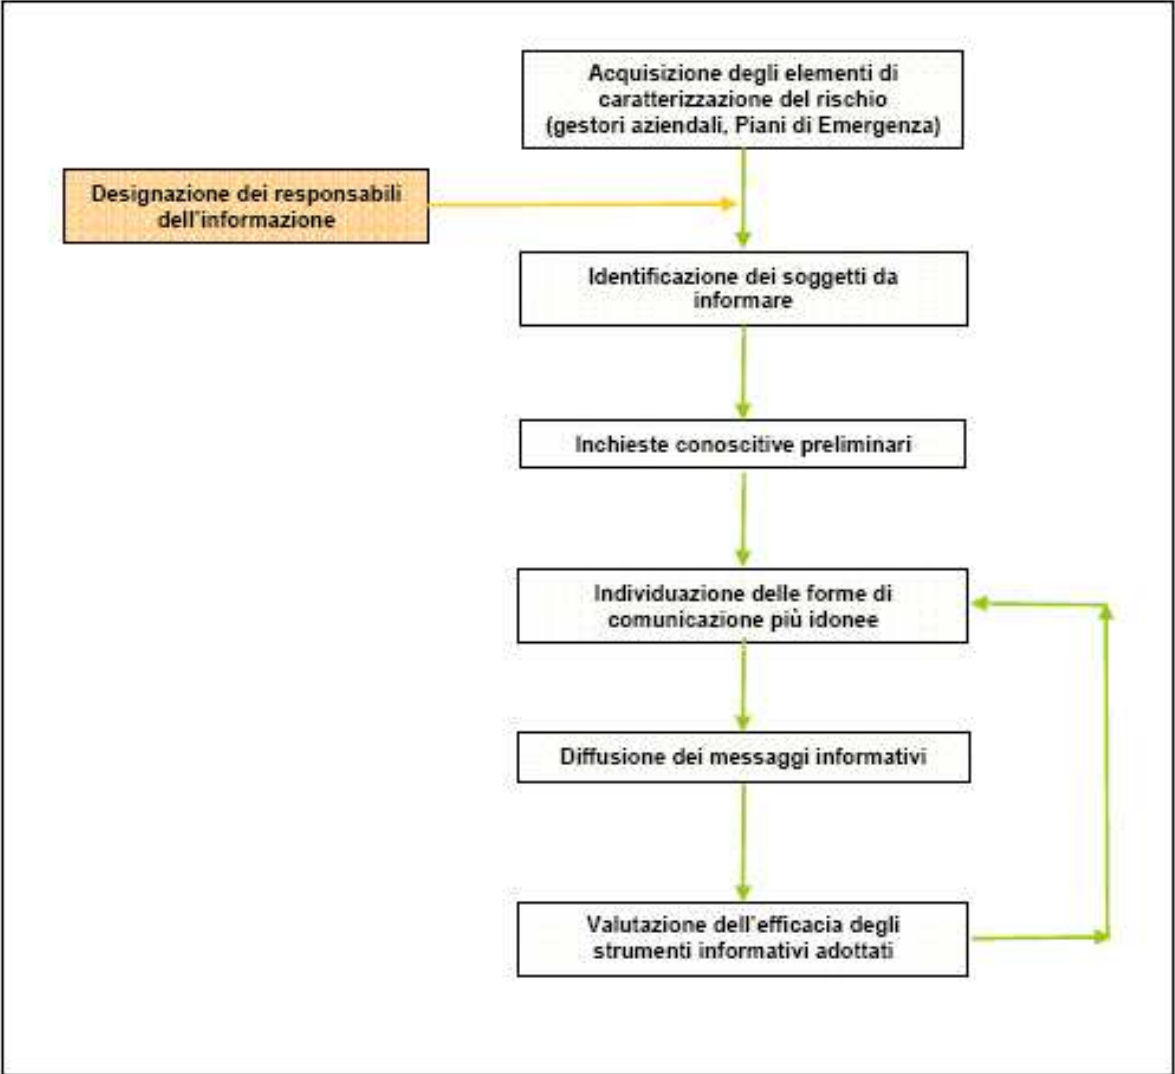 Acquisizione degli elementi di
caratterizzazione del rischio
(gestori aziendali, Piani di Emergenza)
Designazione dei responsabili
dell'informazione
Identificazione dei soggetti da
informare
Inchieste conoscitive preliminari
Individuazione delle forme di
comunicazione più idonee
Diffusione dei messaggi informativi
Valutazione dell'efficacia degli
strumenti informativi adottati